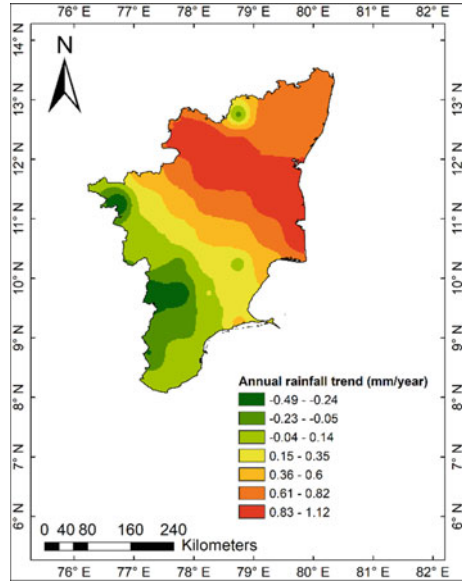 76° E 77° E 78° E 79° E 80° E 81° E 82° E
N
14° N
13° N
12° N
11° N
10° N
9° N
8° N
7° N
6° N
14° N
13° N
12° N
11° N
10° N
9° N
8° N
7° N
6° N
Annual rainfall trend (mm/year)
-0.49 - -0.24
-0.23 - -0.05
-0.04 - 0.14
0.15 - 0.35
0.36 - 0.6
0.61 - 0.82
0.83 - 1.12
0 40 80 160 240
Kilometers
76° E 77° E 78° E 79° E 80° E 81° E 82° E